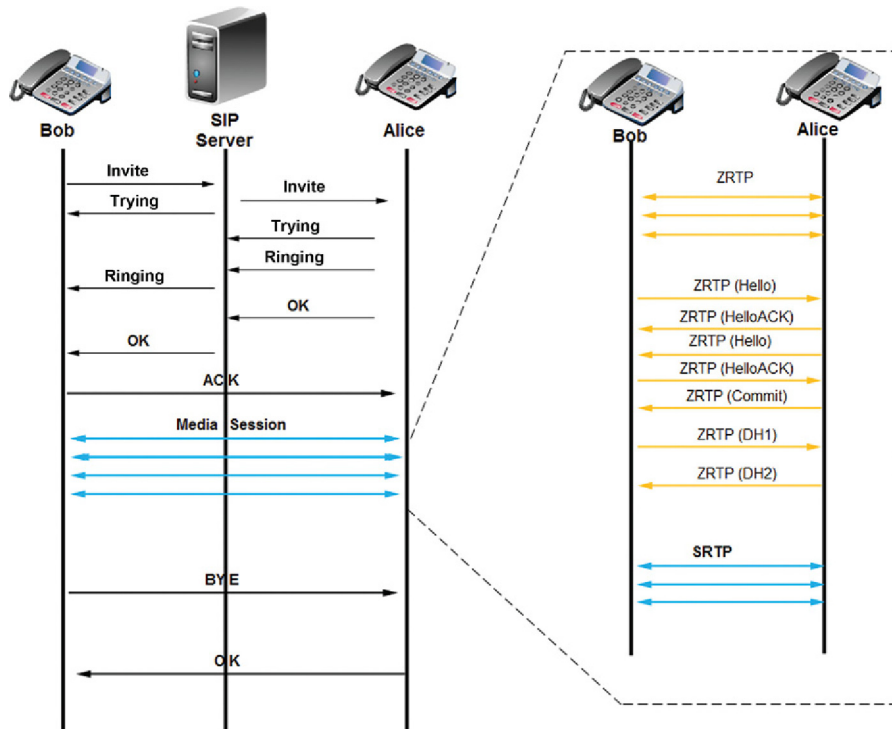 Bob
SIP
Server
Alice
Invite
Invite
Trying
Trying
Ringing
Ringing
OK
OK
ACK
Media Session
BYE
OK
Bob
Alice
ZRTP
ZRTP (Hello)
ZRTP (HelloACK)
ZRTP (Hello)
ZRTP (HelloACK)
ZRTP (Commit)
ZRTP (DH1)
ZRTP (DH2)
SRTP